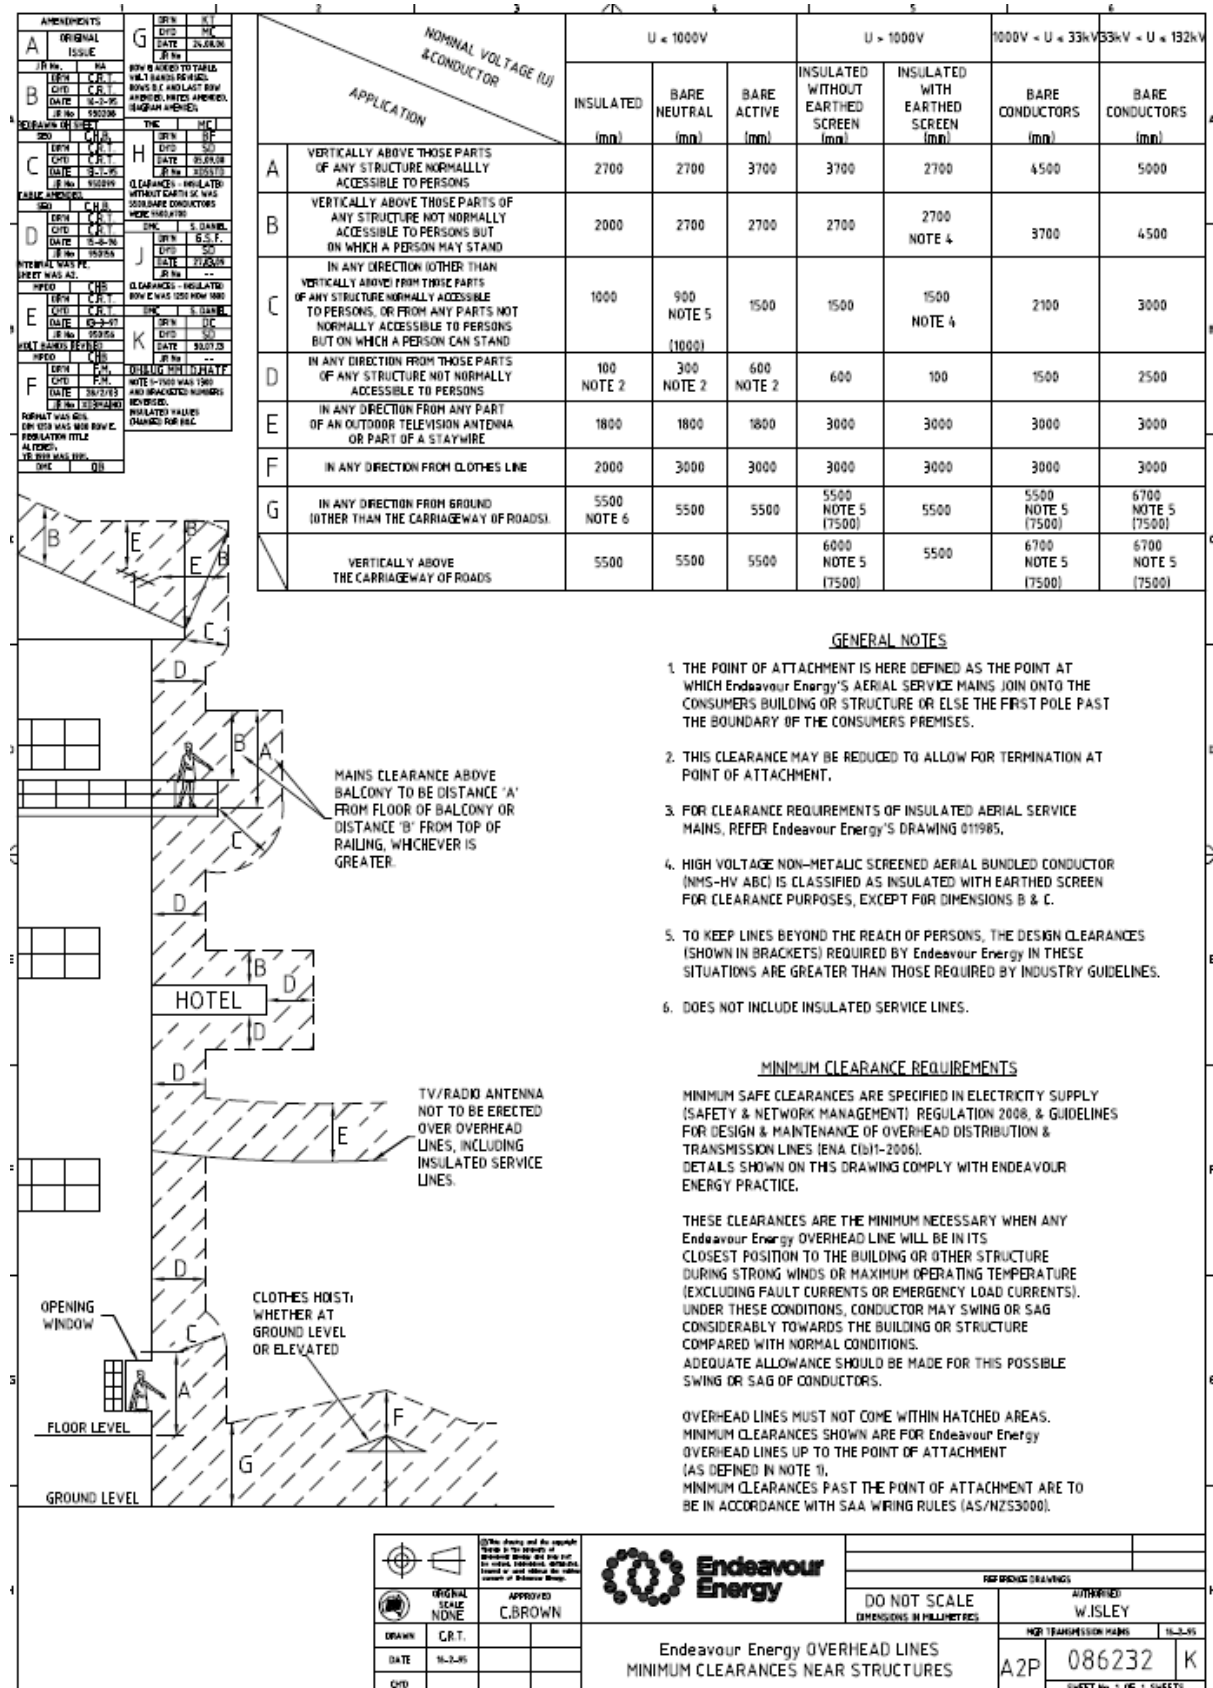 AMENDMENTS
A ORIGINAL
ISSUE
B
C
D
E
F
G
H
J
K
NOMINAL VOLTAGE (U)
&CONDUCTOR
APPLICATION
U < 1000V
U > 1000V
1000V < U ≤ 33kV
33kV < U ≤ 132kV
INSULATED
(mm)
BARE
NEUTRAL
(mm)
BARE
ACTIVE
(mm)
INSULATED
WITHOUT
EARTHED
SCREEN
(mm)
INSULATED
WITH
EARTHED
SCREEN
(mm)
BARE
CONDUCTORS
(mm)
BARE
CONDUCTORS
(mm)
A
VERTICALLY ABOVE THOSE PARTS
OF ANY STRUCTURE NORMALLLY
ACCESSIBLE TO PERSONS
2700 2700 3700 3700 2700 4500 5000
B
VERTICALLY ABOVE THOSE PARTS OF
ANY STRUCTURE NOT NORMALLY
ACCESSIBLE TO PERSONS BUT
ON WHICH A PERSON MAY STAND
2000 2700 2700 2700 2700 NOTE 4 3700 4500
C
IN ANY DIRECTION (OTHER THAN
VERTICALLY ABOVE) FROM THOSE PARTS
OF ANY STRUCTURE NORMALLY ACCESSIBLE
TO PERSONS, OR FROM ANY PARTS NOT
NORMALLY ACCESSIBLE TO PERSONS
BUT ON WHICH A PERSON CAN STAND
1000 900 NOTE 5 (1000) 1500 1500 1500 NOTE 4 2100 3000
D
IN ANY DIRECTION FROM THOSE PARTS
OF ANY STRUCTURE NOT NORMALLY
ACCESSIBLE TO PERSONS
100 NOTE 2 300 NOTE 2 600 NOTE 2 600 100 1500 2500
E
IN ANY DIRECTION FROM ANY PART
OF AN OUTDOOR TELEVISION ANTENNA
OR PART OF A STAYWIRE
1800 1800 1800 3000 3000 3000 3000
F
IN ANY DIRECTION FROM CLOTHES LINE
2000 3000 3000 3000 3000 3000 3000
G
IN ANY DIRECTION FROM GROUND
(OTHER THAN THE CARRIAGEWAY OF ROADS).
5500 NOTE 6 5500 5500 5500 NOTE 5 (7500) 5500 5500 NOTE 5 (7500) 6700 NOTE 5 (7500)
VERTICALLY ABOVE
THE CARRIAGEWAY OF ROADS
5500 5500 5500 6000 NOTE 5 (7500) 5500 6700 NOTE 5 (7500) 6700 NOTE 5 (7500)
B
E
B
B
E
C
D
B
A
C
MAINS CLEARANCE ABOVE
BALCONY TO BE DISTANCE 'A'
FROM FLOOR OF BALCONY OR
DISTANCE 'B' FROM TOP OF
RAILING, WHICHEVER IS
GREATER.
D
B
D
HOTEL
D
D
E
TV/RADIO ANTENNA
NOT TO BE ERECTED
OVER OVERHEAD
LINES, INCLUDING
INSULATED SERVICE
LINES.
D
OPENING
WINDOW
C
A
CLOTHES HOIST:
WHETHER AT
GROUND LEVEL
OR ELEVATED
F
G
FLOOR LEVEL
GROUND LEVEL
GENERAL NOTES
1. THE POINT OF ATTACHMENT IS HERE DEFINED AS THE POINT AT
WHICH Endeavour Energy'S AERIAL SERVICE MAINS JOIN ONTO THE
CONSUMERS BUILDING OR STRUCTURE OR ELSE THE FIRST POLE PAST
THE BOUNDARY OF THE CONSUMERS PREMISES.
2. THIS CLEARANCE MAY BE REDUCED TO ALLOW FOR TERMINATION AT
POINT OF ATTACHMENT.
3. FOR CLEARANCE REQUIREMENTS OF INSULATED AERIAL SERVICE
MAINS, REFER Endeavour Energy'S DRAWING 011985.
4. HIGH VOLTAGE NON-METALIC SCREENED AERIAL BUNDLED CONDUCTOR
(NMS-HV ABC) IS CLASSIFIED AS INSULATED WITH EARTHED SCREEN
FOR CLEARANCE PURPOSES, EXCEPT FOR DIMENSIONS B & C.
5. TO KEEP LINES BEYOND THE REACH OF PERSONS, THE DESIGN CLEARANCES
(SHOWN IN BRACKETS) REQUIRED BY Endeavour Energy IN THESE
SITUATIONS ARE GREATER THAN THOSE REQUIRED BY INDUSTRY GUIDELINES.
6. DOES NOT INCLUDE INSULATED SERVICE LINES.
MINIMUM CLEARANCE REQUIREMENTS
MINIMUM SAFE CLEARANCES ARE SPECIFIED IN ELECTRICITY SUPPLY
(SAFETY & NETWORK MANAGEMENT) REGULATION 2008, & GUIDELINES
FOR DESIGN & MAINTENANCE OF OVERHEAD DISTRIBUTION &
TRANSMISSION LINES (ENA C(b)1-2006).
DETAILS SHOWN ON THIS DRAWING COMPLY WITH ENDEAVOUR
ENERGY PRACTICE.
THESE CLEARANCES ARE THE MINIMUM NECESSARY WHEN ANY
Endeavour Energy OVERHEAD LINE WILL BE IN ITS
CLOSEST POSITION TO THE BUILDING OR OTHER STRUCTURE
DURING STRONG WINDS OR MAXIMUM OPERATING TEMPERATURE
(EXCLUDING FAULT CURRENTS OR EMERGENCY LOAD CURRENTS).
UNDER THESE CONDITIONS, CONDUCTOR MAY SWING OR SAG
CONSIDERABLY TOWARDS THE BUILDING OR STRUCTURE
COMPARED WITH NORMAL CONDITIONS.
ADEQUATE ALLOWANCE SHOULD BE MADE FOR THIS POSSIBLE
SWING OR SAG OF CONDUCTORS.
OVERHEAD LINES MUST NOT COME WITHIN HATCHED AREAS.
MINIMUM CLEARANCES SHOWN ARE FOR Endeavour Energy
OVERHEAD LINES UP TO THE POINT OF ATTACHMENT
(AS DEFINED IN NOTE 1).
MINIMUM CLEARANCES PAST THE POINT OF ATTACHMENT ARE TO
BE IN ACCORDANCE WITH SAA WIRING RULES (AS/NZS3000).
ORIGINAL
SCALE
NONE
APPROVED
C.BROWN
DRAWN C.R.T.
DATE 16-2-95
CH'D
Endeavour
Energy
REFERENCE DRAWINGS
DO NOT SCALE
DIMENSIONS IN MILLIMETRES
AUTHORISED
W.ISLEY
MGR TRANSMISSION MAINS 16-2-95
Endeavour Energy OVERHEAD LINES
MINIMUM CLEARANCES NEAR STRUCTURES
A2P 086232 K
SHEET No 1 OF 1 SHEETS